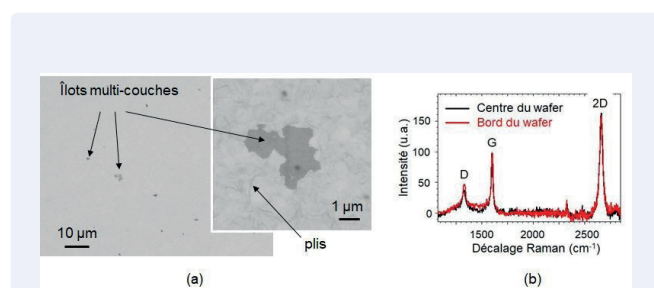 Îlots multi-couches
plis
1 µm
10 µm
(a)
Centre du wafer
Bord du wafer
2D
G
D
Intensité (u.a.)
150
100
50
0
1500 2000 2500
Décalage Raman (cm⁻¹)
(b)